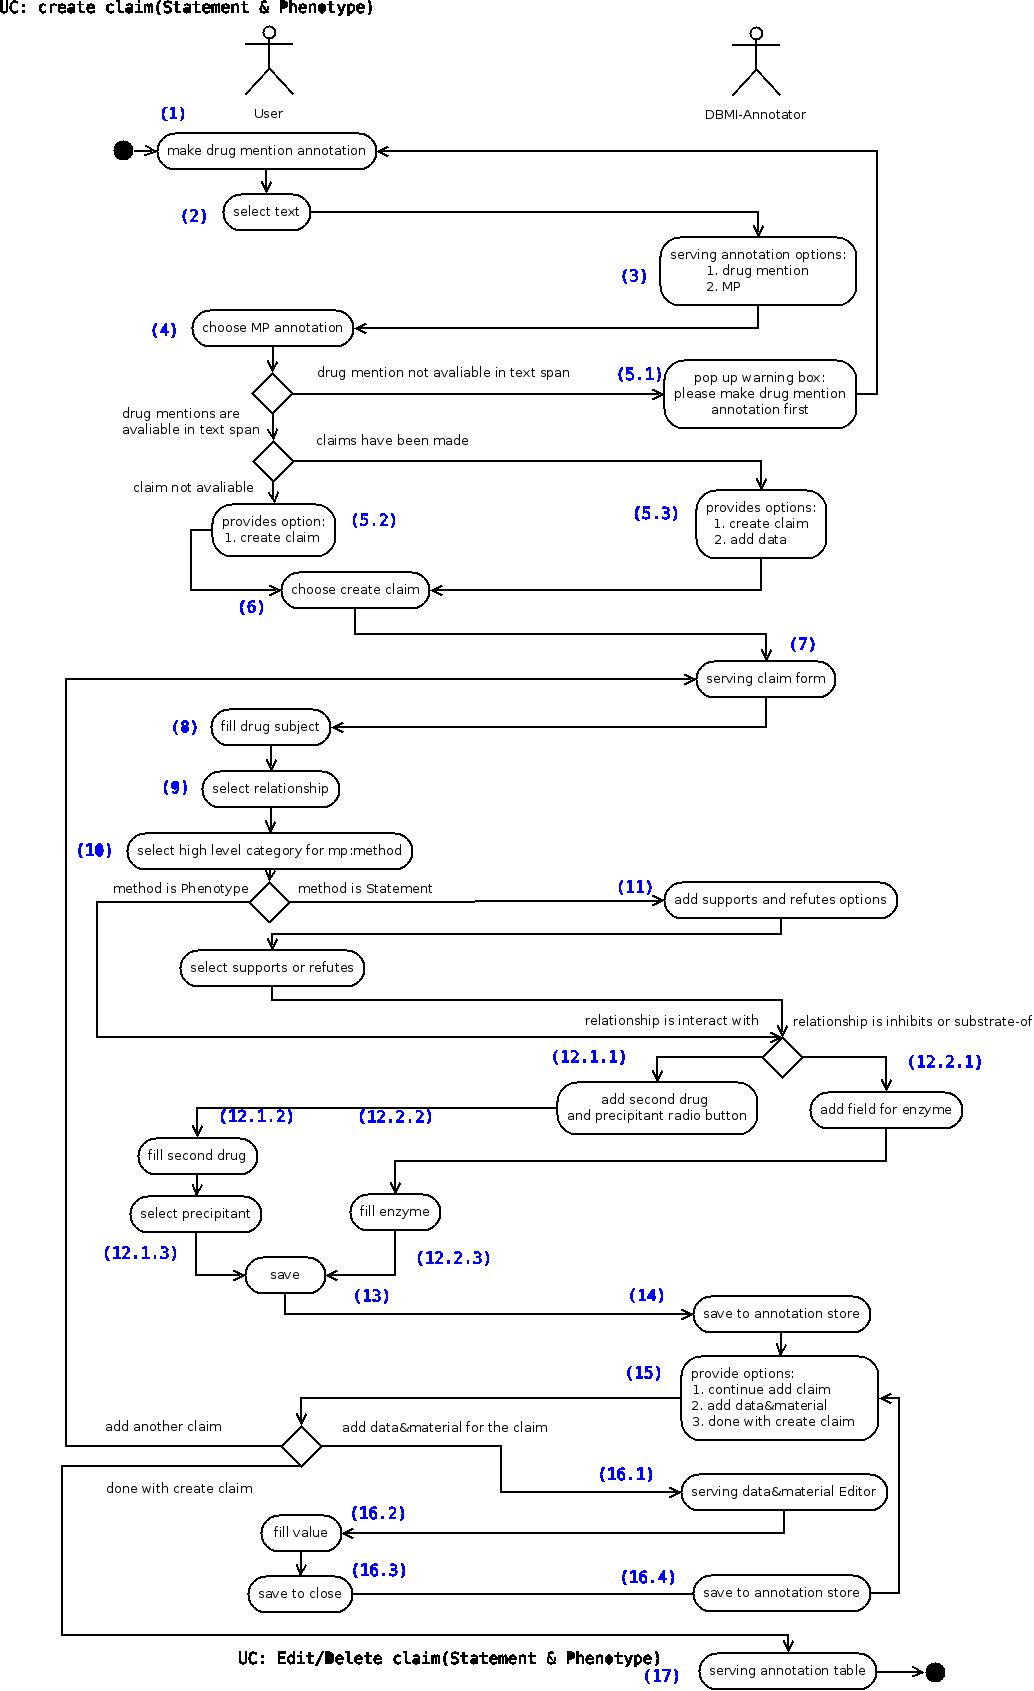 UC: create claim(Statement & Phenotype)
User
DBMI-Annotator
(1)
make drug mention annotation
(2)
select text
serving annotation options:
1. drug mention
2. MP
(3)
(4)
choose MP annotation
drug mention not avaliable in text span
(5.1)
pop up warning box:
please make drug mention
annotation first
drug mentions are
avaliable in text span
claims have been made
claim not avaliable
provides option:
1. create claim
(5.2)
(5.3)
provides options:
1. create claim
2. add data
choose create claim
(6)
(7)
serving claim form
(8)
fill drug subject
(9)
select relationship
(10)
select high level category for mp:method
method is Phenotype
method is Statement
(11)
add supports and refutes options
select supports or refutes
relationship is interact with
relationship is inhibits or substrate-of
(12.1.1)
(12.2.1)
add second drug
and precipitant radio button
add field for enzyme
(12.1.2)
(12.2.2)
fill second drug
select precipitant
fill enzyme
(12.1.3)
(12.2.3)
save
(13)
(14)
save to annotation store
(15)
provide options:
1. continue add claim
2. add data&material
3. done with create claim
add another claim
add data&material for the claim
(16.1)
done with create claim
serving data&material Editor
(16.2)
fill value
(16.3)
(16.4)
save to close
save to annotation store
UC: Edit/Delete claim(Statement & Phenotype)
(17)
serving annotation table